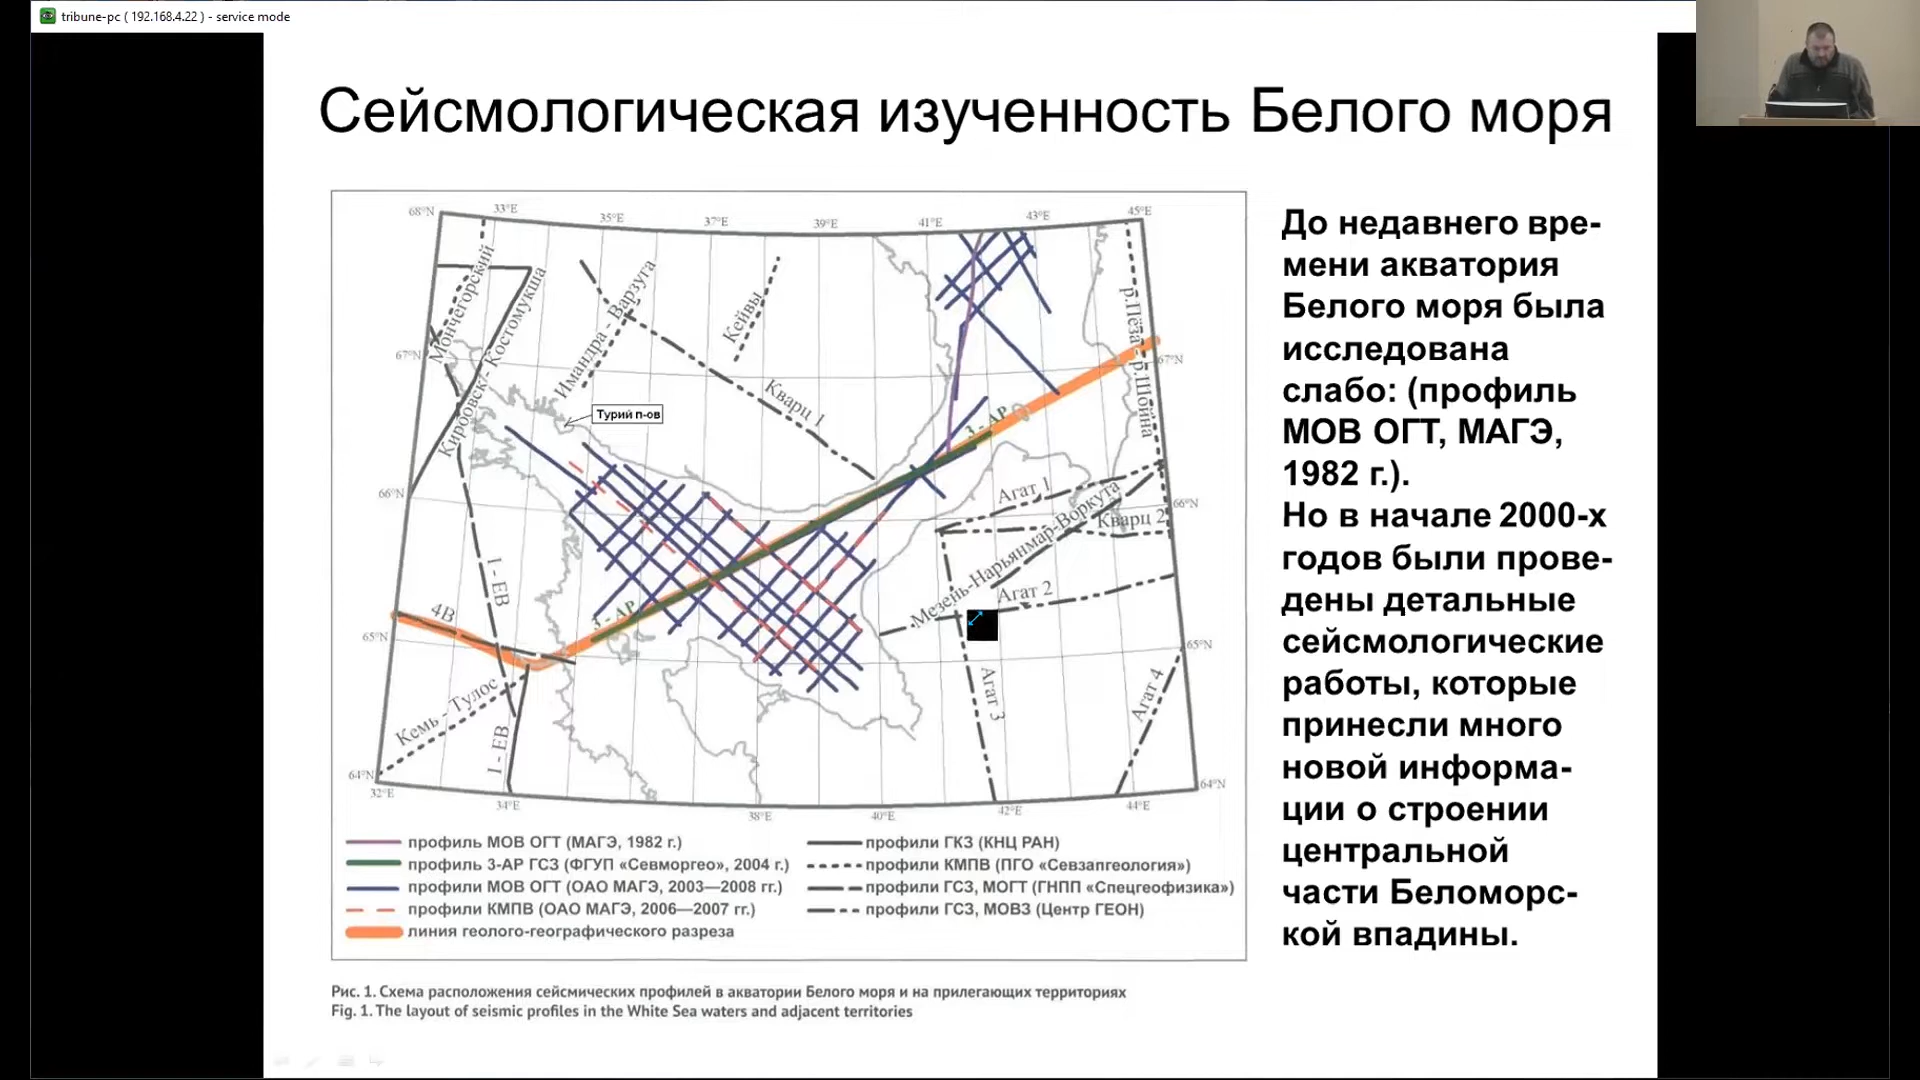 tribune-pc ( 192.168.4.22 ) - service mode
Сейсмологическая изученность Белого моря
68°N
33°E
35°E
37°E
39°E
41°E
43°E
45°E
67°N
67°N
66°N
66°N
65°N
65°N
64°N
64°N
32°E
34°E
38°E
40°E
42°E
44°E
Мончегорский
Кировск - Костомукша
Имандра - Варзуга
Кейвы
Кварц 1
Турий п-ов
3 - АР
р.Пёза - р.Шойна
Агат 1
Мезень-Нарьянмар-Воркута
Кварц 2
Агат 2
1 - ЕВ
4В
3 - АР
Кемь - Тулос
1 - ЕВ
Агат 3
Агат 4
профиль МОВ ОГТ (МАГЭ, 1982 г.)
профиль 3-АР ГСЗ (ФГУП «Севморгео», 2004 г.)
профили МОВ ОГТ (ОАО МАГЭ, 2003—2008 гг.)
профили КМПВ (ОАО МАГЭ, 2006—2007 гг.)
линия геолого-географического разреза
профили ГКЗ (КНЦ РАН)
профили КМПВ (ПГО «Севзапгеология»)
профили ГСЗ, МОГТ (ГНПП «Спецгеофизика»)
профили ГСЗ, МОВЗ (Центр ГЕОН)
Рис. 1. Схема расположения сейсмических профилей в акватории Белого моря и на прилегающих территориях
Fig. 1. The layout of seismic profiles in the White Sea waters and adjacent territories
До недавнего вре-
мени акватория
Белого моря была
исследована
слабо: (профиль
МОВ ОГТ, МАГЭ,
1982 г.).
Но в начале 2000-х
годов были прове-
дены детальные
сейсмологические
работы, которые
принесли много
новой информа-
ции о строении
центральной
части Беломорс-
кой впадины.